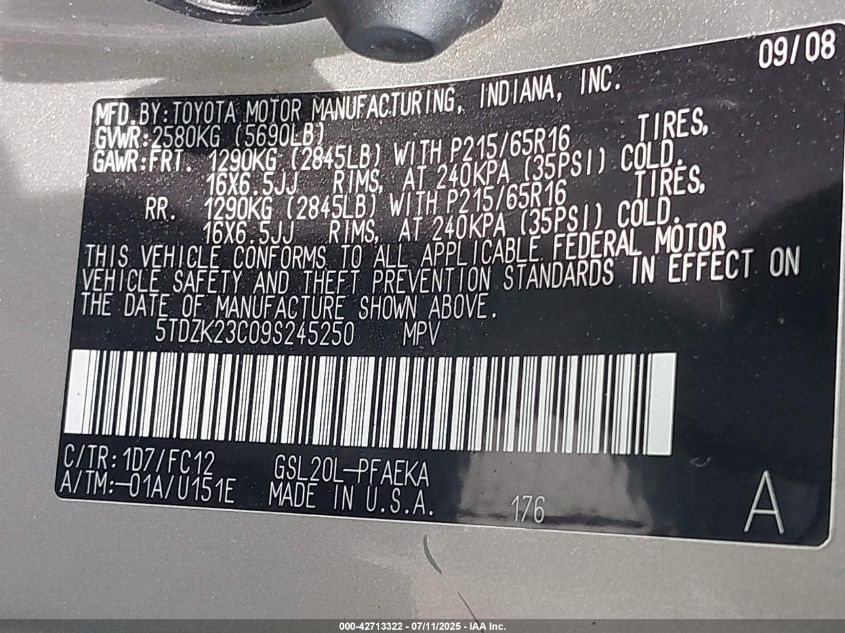 09/08
MFD.BY:TOYOTA MOTOR MANUFACTURING, INDIANA, INC.
GVWR:2580KG (5690LB)
GAWR:FRT. 1290KG (2845LB) WITH P215/65R16 TIRES,
16X6.5JJ RIMS, AT 240KPA (35PSI) COLD.
RR. 1290KG (2845LB) WITH P215/65R16 TIRES,
16X6.5JJ RIMS, AT 240KPA (35PSI) COLD.
THIS VEHICLE CONFORMS TO ALL APPLICABLE FEDERAL MOTOR
VEHICLE SAFETY AND THEFT PREVENTION STANDARDS IN EFFECT ON
THE DATE OF MANUFACTURE SHOWN ABOVE.
5TDZK23C09S245250 MPV
C/TR:1D7/FC12 GSL20L-PFAEKA
A/TM:-01A/U151E MADE IN U.S.A. 176 A
000-42713322 - 07/11/2025 - IAA Inc.